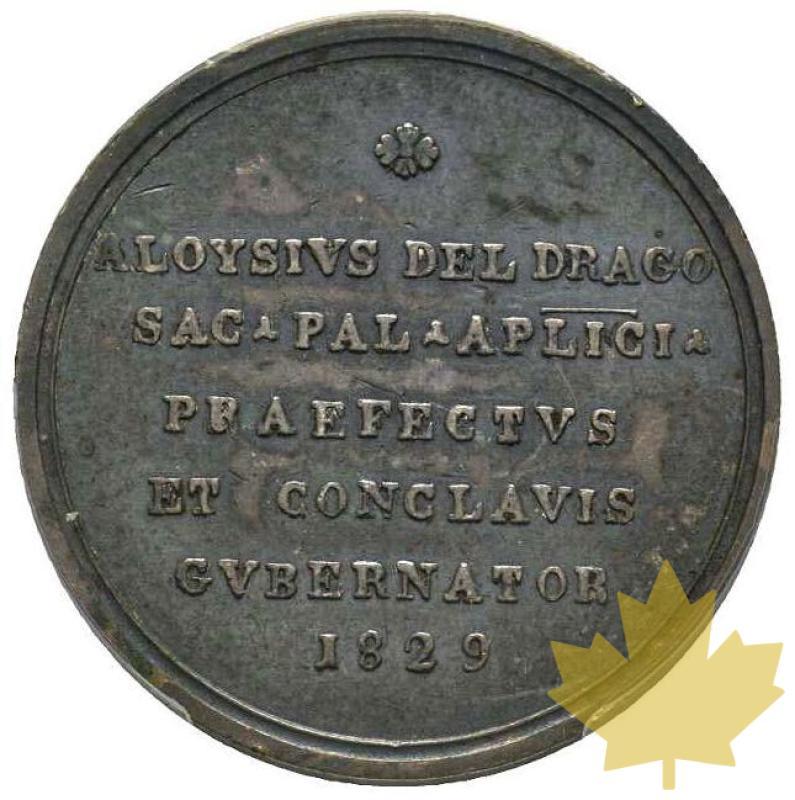 ALOYSIVS DEL DRAGO
SAC▴PAL▴APLICI▴
PRAEFECTVS
ET CONCLAVIS
GVBERNATOR
1829